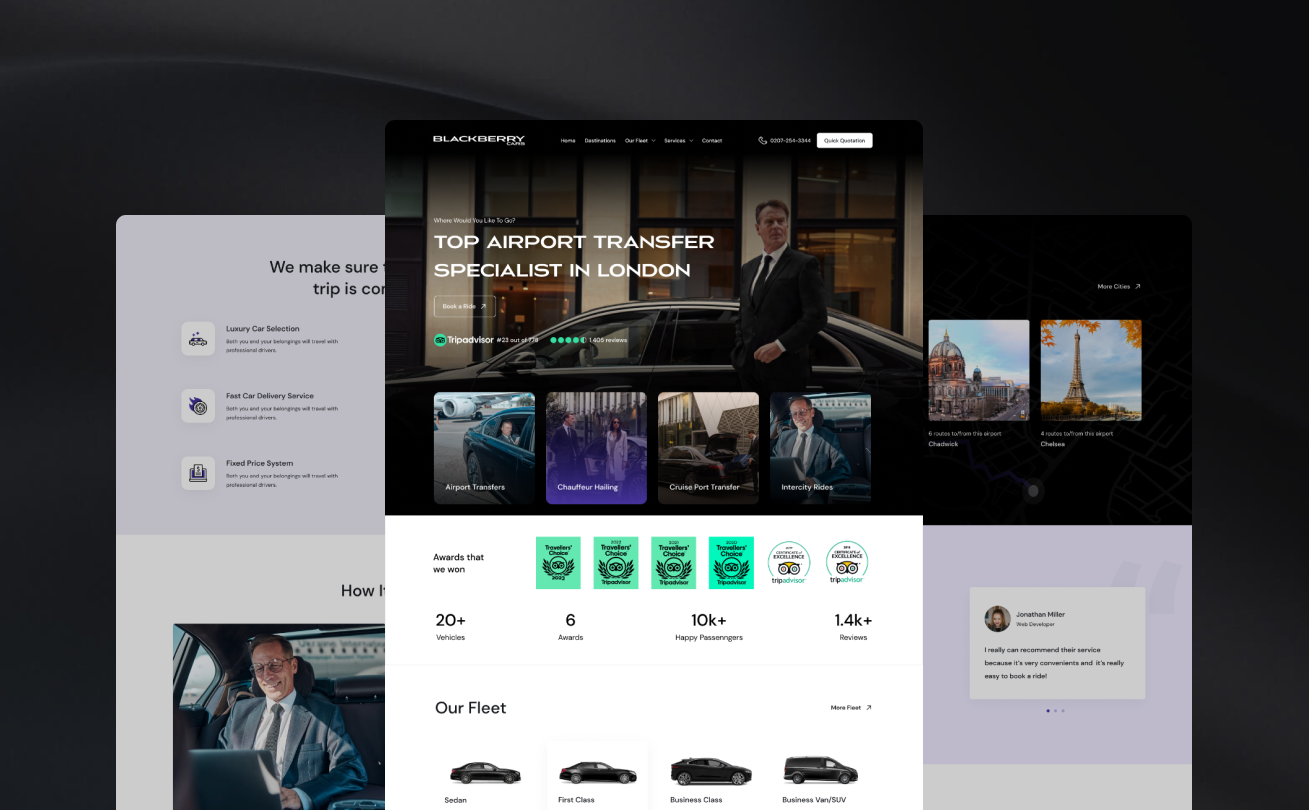 BLACKBERRY
CARS
Home
Destinations
Our Fleet
Services
Contact
0207-254-3344
Quick Quotation
Where Would You Like To Go?
TOP AIRPORT TRANSFER
SPECIALIST IN LONDON
Book a Ride
Tripadvisor #23 out of 778
1.406 reviews
Airport Transfers
Chauffeur Hailing
Cruise Port Transfer
Intercity Rides
Awards that
we won
Travellers'
Choice
2023
2022
Travellers'
Choice
Tripadvisor
2021
Travellers'
Choice
Tripadvisor
2020
Travellers'
Choice
Tripadvisor
CERTIFICATE of
EXCELLENCE
tripadvisor
CERTIFICATE of
EXCELLENCE
tripadvisor
20+
Vehicles
6
Awards
10k+
Happy Passenngers
1.4k+
Reviews
Our Fleet
More Fleet
Sedan
First Class
Business Class
Business Van/SUV
We make sure
trip is
Luxury Car Selection
Both you and your belongings will travel with
professional drivers.
Fast Car Delivery Service
Both you and your belongings will travel with
professional drivers.
Fixed Price System
Both you and your belongings will travel with
professional drivers.
How
More Cities
6 routes to/from this airport
Chadwick
4 routes to/from this airport
Chelsea
Jonathan Miller
Web Developer
I really can recommend their service
because it's very convenients and it's really
easy to book a ride!